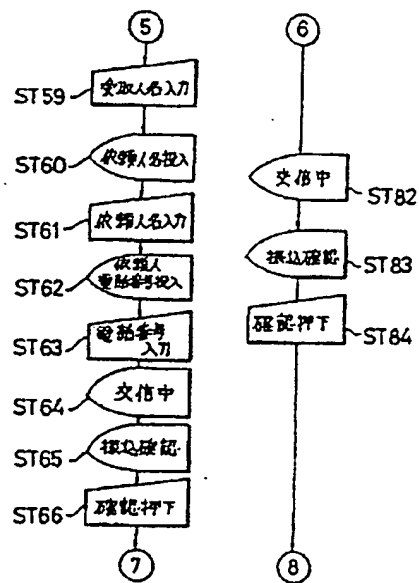 5
ST59 受取人名入力
ST60 依頼人名投入
ST61 依頼人名入力
ST62 依頼人
電話番号投入
ST63 電話番号
入力
ST64 交信中
ST65 振込確認
ST66 確認押下
7
6
交信中 ST82
振込確認 ST83
確認押下 ST84
8